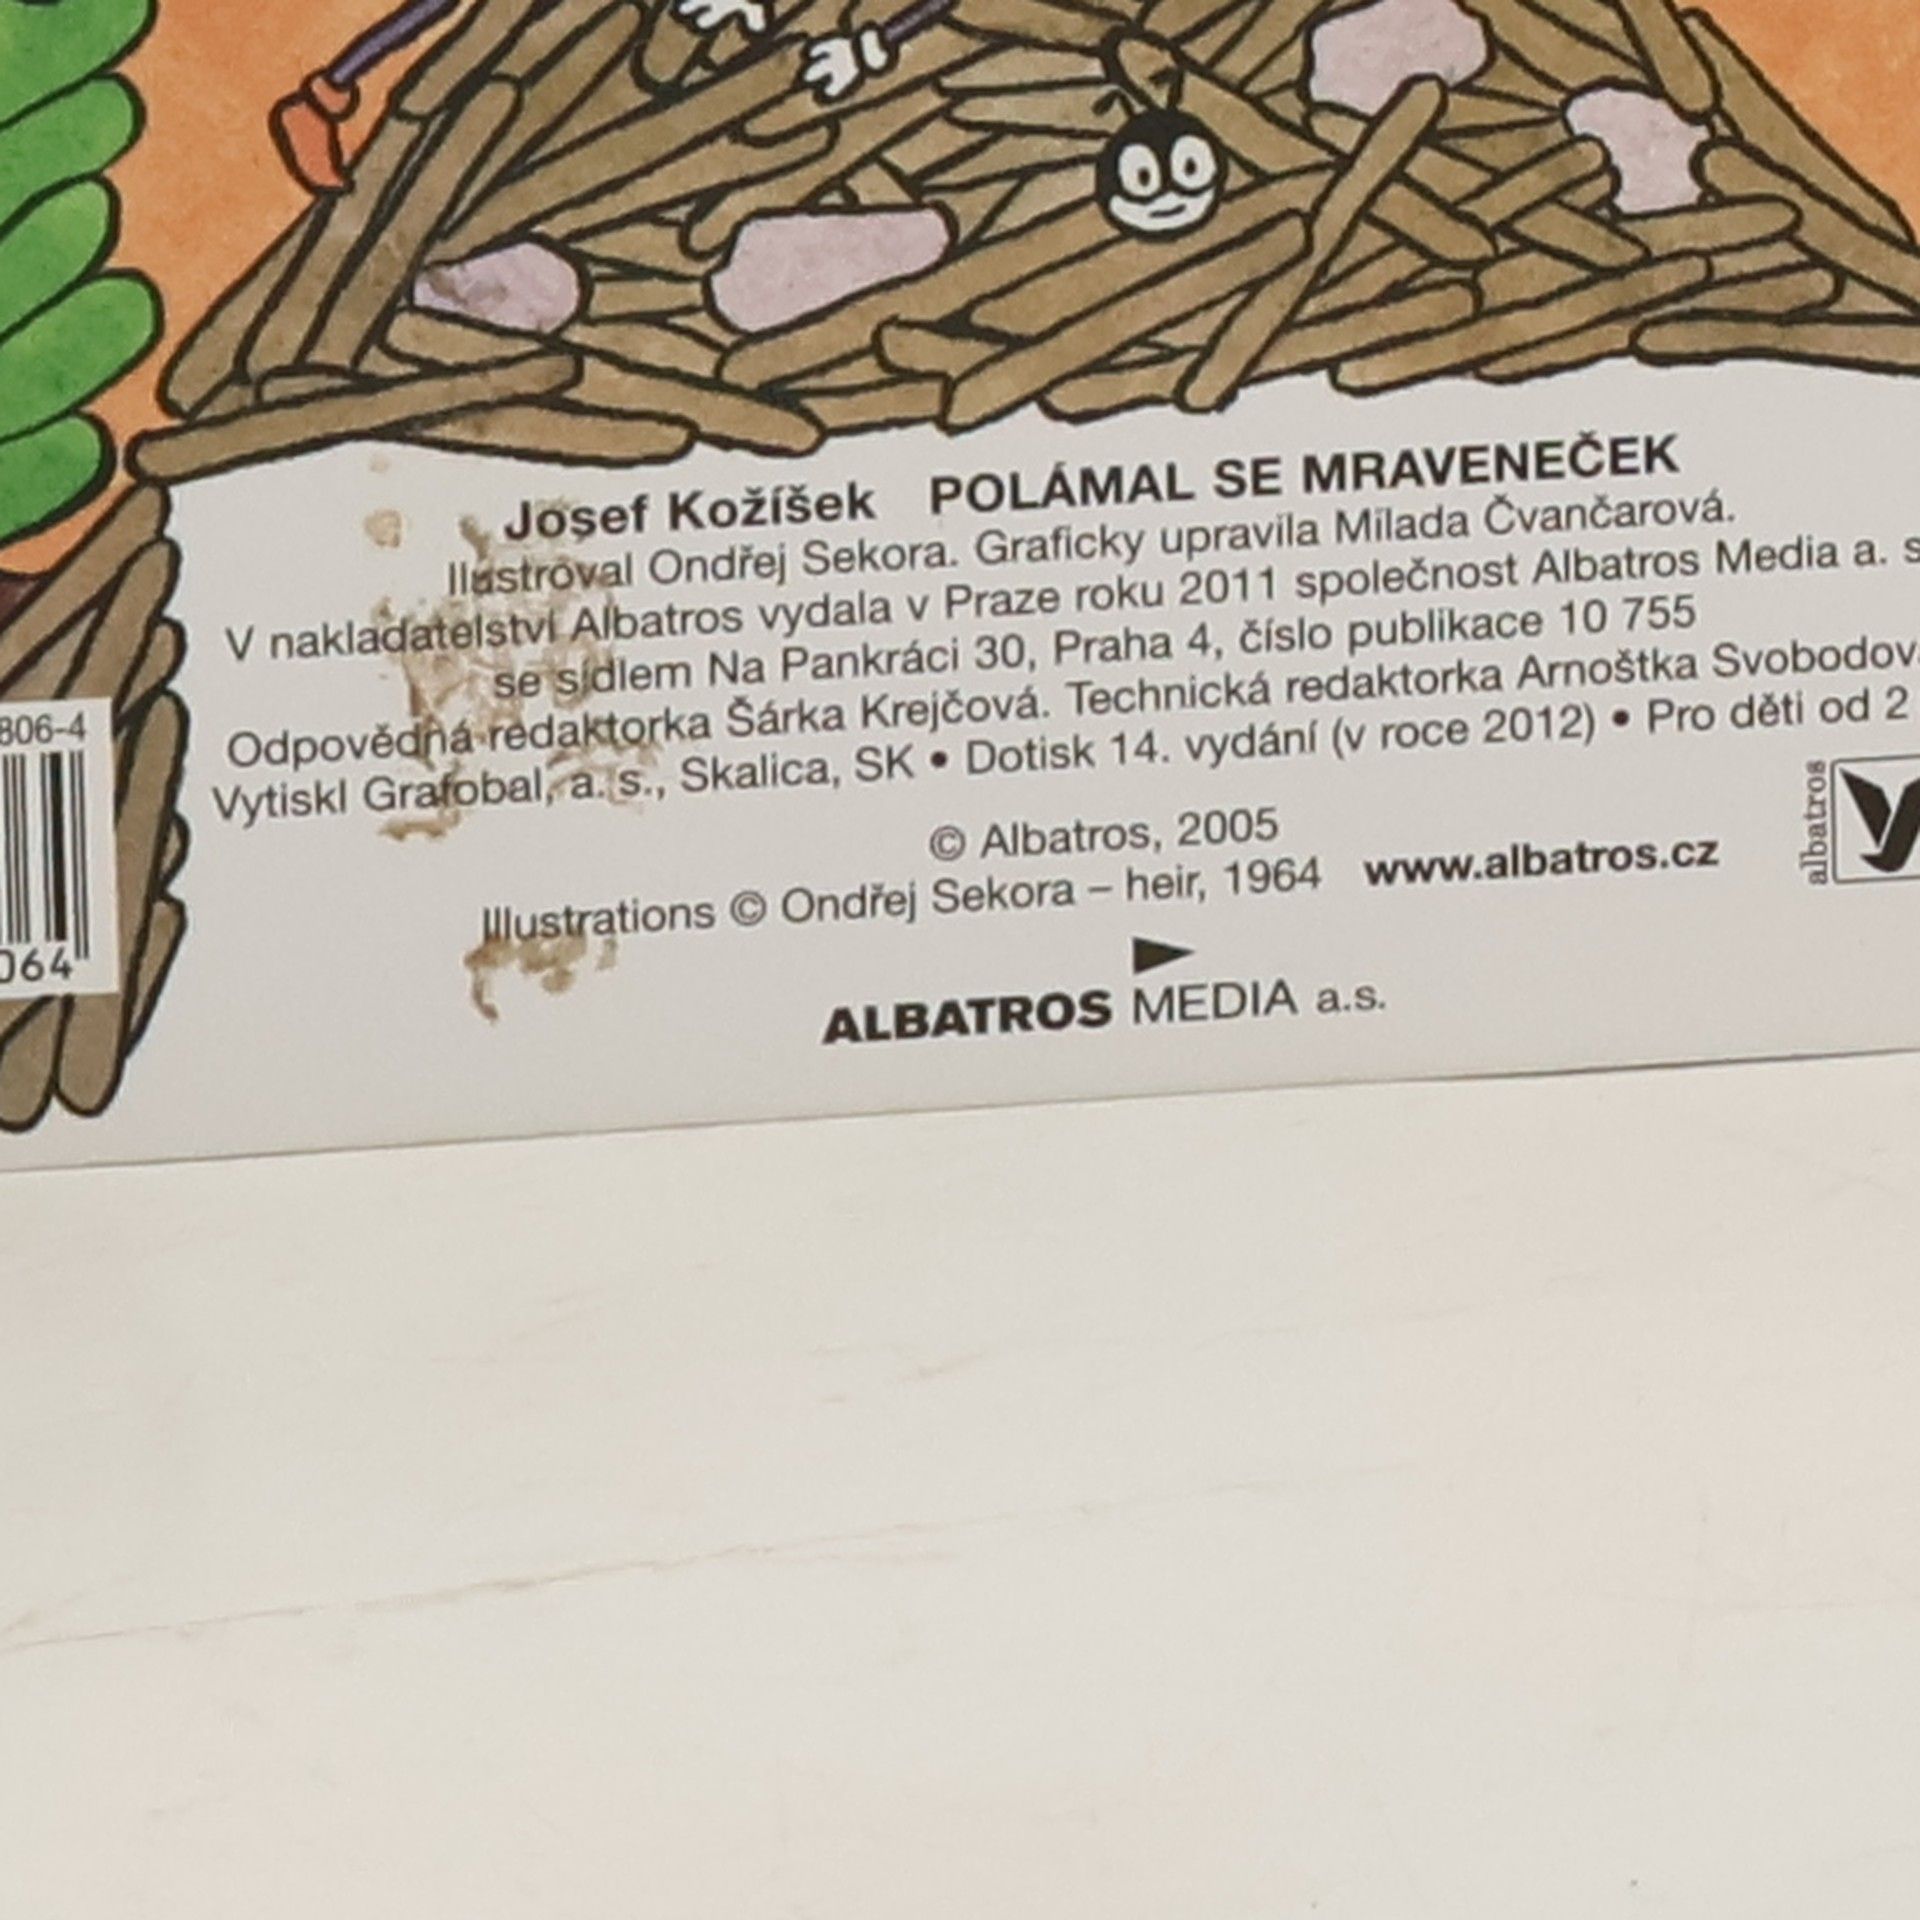 Josef Kožíšek POLÁMAL SE MRAVENEČEK
Ilustroval Ondřej Sekora. Graficky upravila Milada Čvančarová.
V nakladatelství Albatros vydala v Praze roku 2011 společnost Albatros Media a. s
se sídlem Na Pankráci 30, Praha 4, číslo publikace 10 755
Odpovědná redaktorka Šárka Krejčová. Technická redaktorka Arnoštka Svobodov
Vytiskl Grafobal, a. s., Skalica, SK • Dotisk 14. vydání (v roce 2012) • Pro děti od 2
© Albatros, 2005
Illustrations © Ondřej Sekora – heir, 1964 www.albatros.cz
albatros
ALBATROS MEDIA a.s.
806-4
064